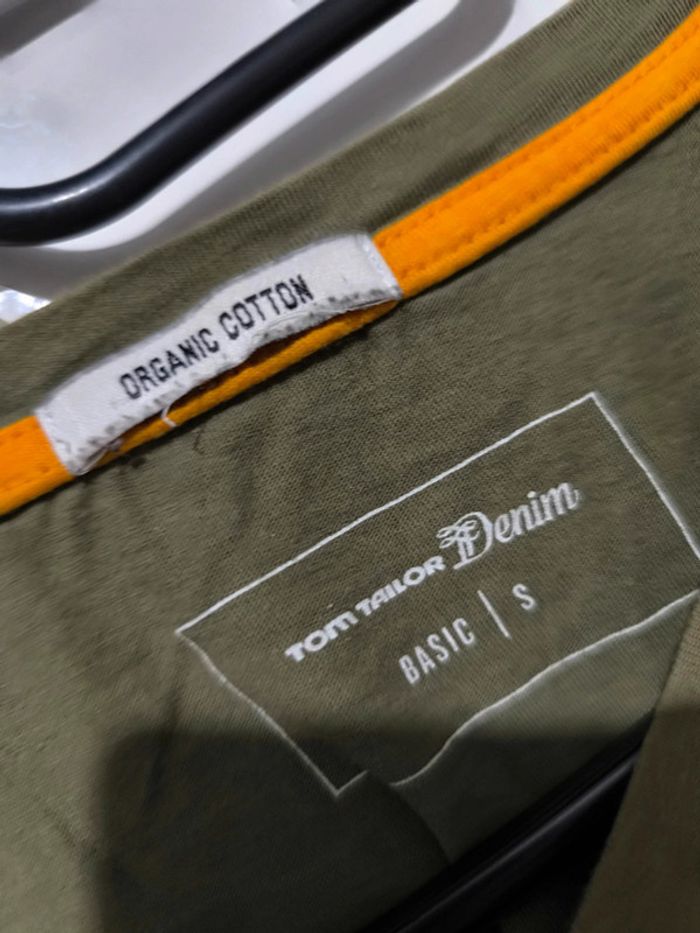 ORGANIC COTTON
TOM TAILOR Denim
BASIC | S